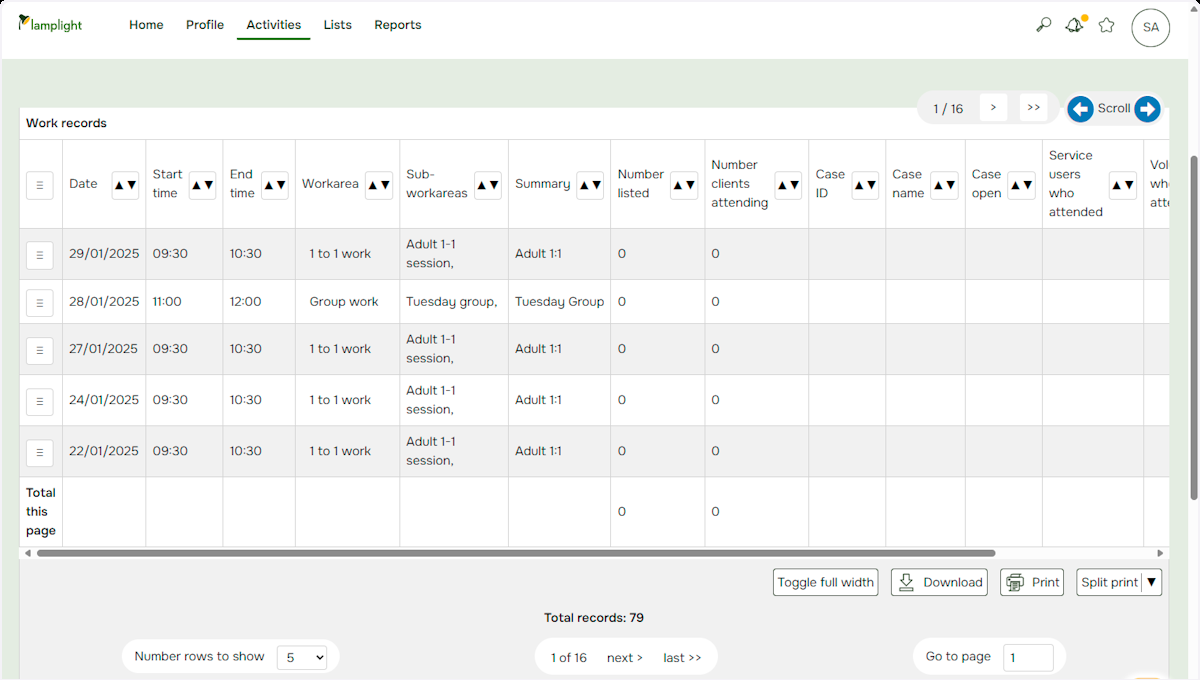 lamplight Home Profile Activities Lists Reports SA
1 / 16 > >> Scroll
Work records
Date ▲▼ Start time ▲▼ End time ▲▼ Workarea ▲▼ Sub-workareas ▲▼ Summary ▲▼ Number listed ▲▼ Number clients attending ▲▼ Case ID ▲▼ Case name ▲▼ Case open ▲▼ Service users who attended ▲▼ Vol
29/01/2025 09:30 10:30 1 to 1 work Adult 1-1 session, Adult 1:1 0 0
28/01/2025 11:00 12:00 Group work Tuesday group, Tuesday Group 0 0
27/01/2025 09:30 10:30 1 to 1 work Adult 1-1 session, Adult 1:1 0 0
24/01/2025 09:30 10:30 1 to 1 work Adult 1-1 session, Adult 1:1 0 0
22/01/2025 09:30 10:30 1 to 1 work Adult 1-1 session, Adult 1:1 0 0
Total this page 0 0
Toggle full width Download Print Split print ▼
Total records: 79
Number rows to show 5 1 of 16 next > last >> Go to page 1